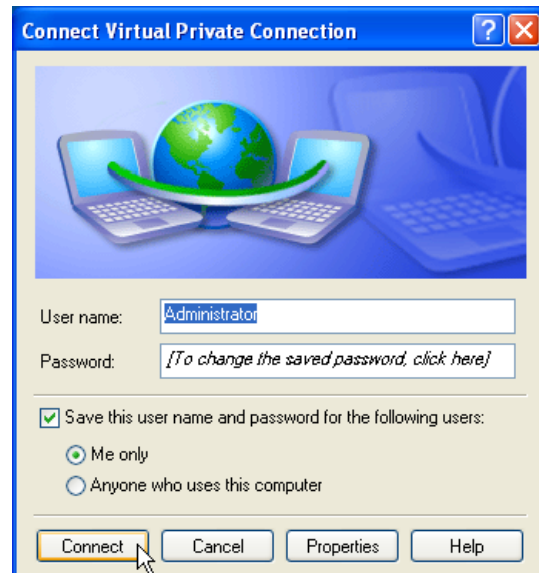 Connect Virtual Private Connection
User name: Administrator
Password: [To change the saved password, click here]
Save this user name and password for the following users:
Me only
Anyone who uses this computer
Connect Cancel Properties Help